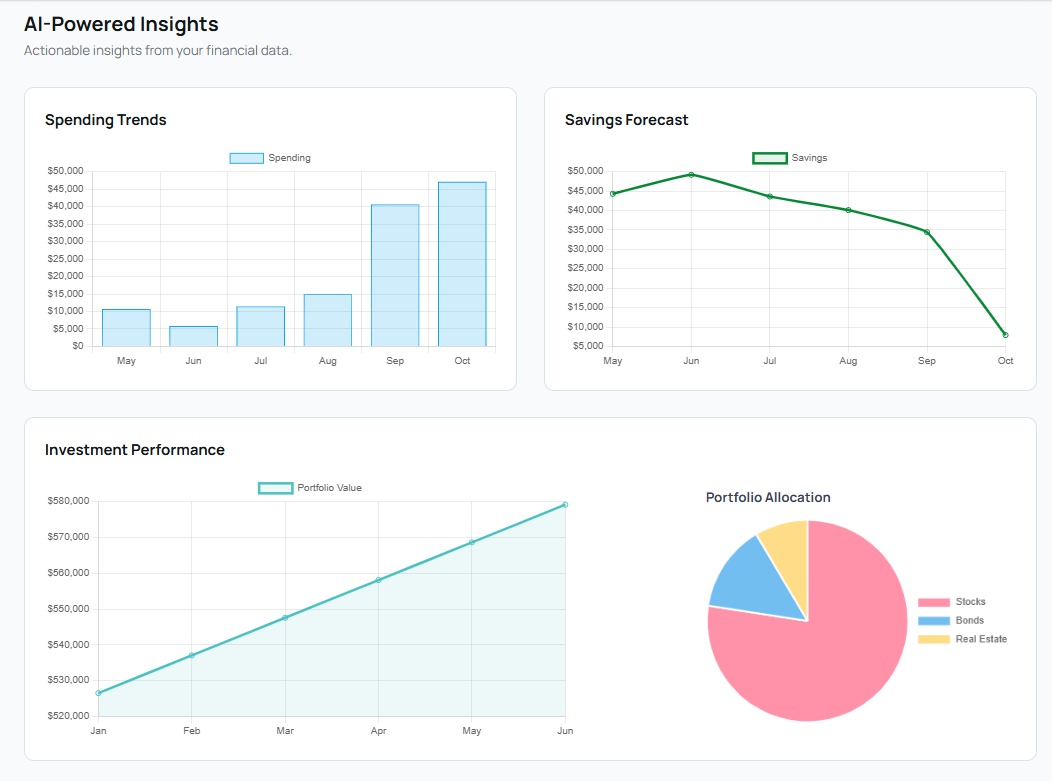 AI-Powered Insights
Actionable insights from your financial data.
Spending Trends
Spending
$50,000
$45,000
$40,000
$35,000
$30,000
$25,000
$20,000
$15,000
$10,000
$5,000
$0
May Jun Jul Aug Sep Oct
Savings Forecast
Savings
$50,000
$45,000
$40,000
$35,000
$30,000
$25,000
$20,000
$15,000
$10,000
$5,000
May Jun Jul Aug Sep Oct
Investment Performance
Portfolio Value
$580,000
$570,000
$560,000
$550,000
$540,000
$530,000
$520,000
Jan Feb Mar Apr May Jun
Portfolio Allocation
Stocks
Bonds
Real Estate